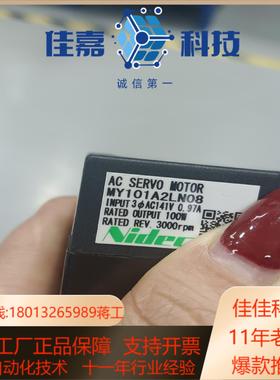 佳嘉 科技
诚信第一
AC SERVO MOTOR
MY101A2LN08
INPUT 3ΦAC141V 0.97A
RATED OUTPUT 100W
RATED REV. 3000rpm
Nidec
线:18013265989蒋工
佳佳科
工厂正品保障 支持开票
11年老
动化技术 十一年行业经验
爆款